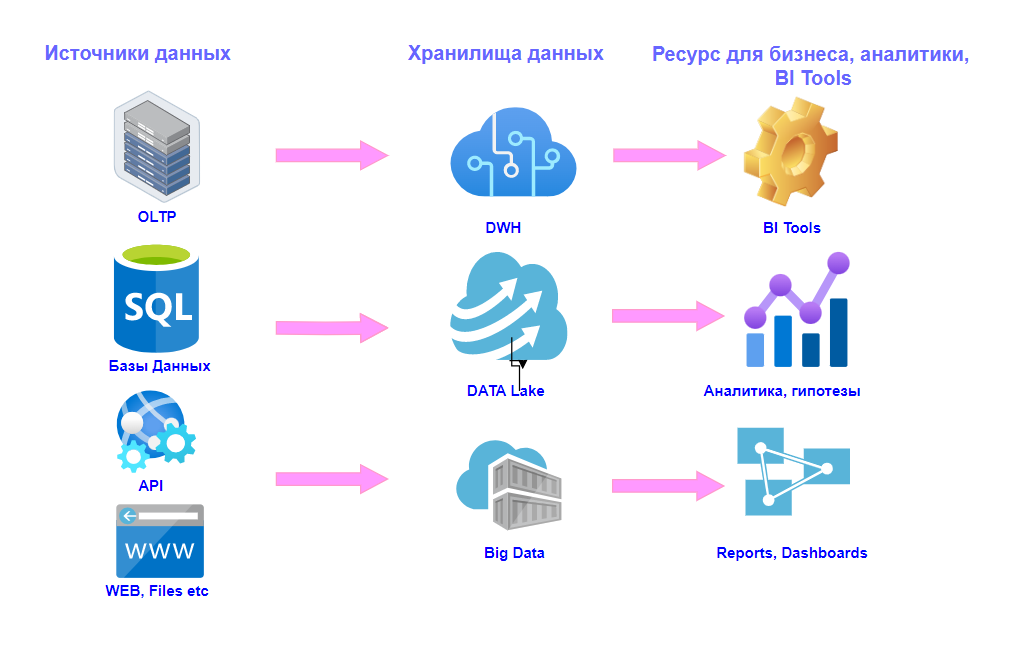 Источники данных
Хранилища данных
Ресурс для бизнеса, аналитики,
BI Tools
OLTP
DWH
BI Tools
SQL
Базы Данных
DATA Lake
Аналитика, гипотезы
API
WWW
Big Data
Reports, Dashboards
WEB, Files etc